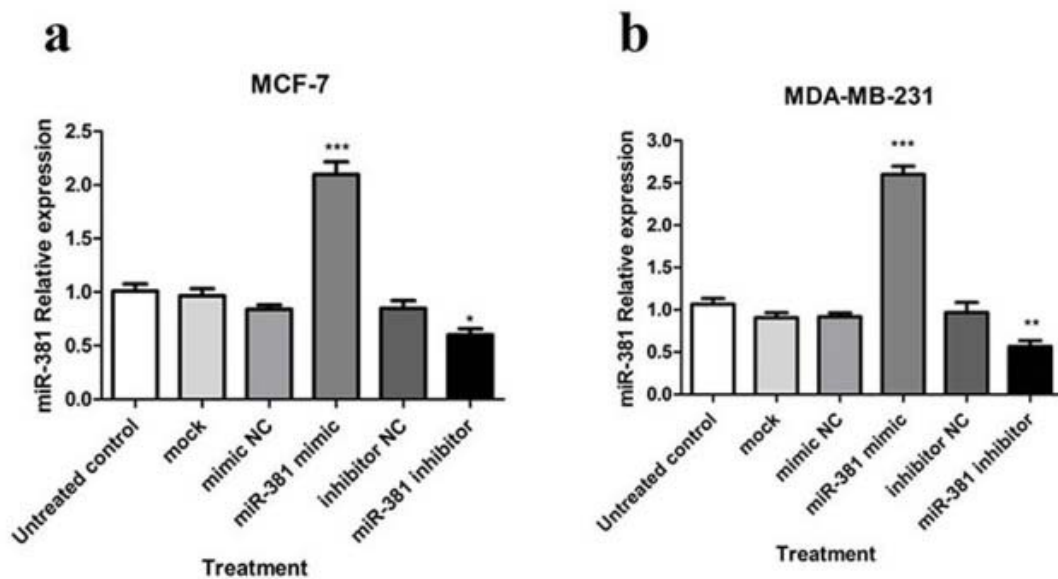 a
MCF-7
miR-381 Relative expression
2.5
2.0
1.5
1.0
0.5
0.0
***
*
Untreated control
mock
mimic NC
miR-381 mimic
inhibitor NC
miR-381 inhibitor
Treatment
b
MDA-MB-231
miR-381 Relative expression
3.0
2.5
2.0
1.5
1.0
0.5
0.0
***
**
Untreated control
mock
mimic NC
miR-381 mimic
inhibitor NC
miR-381 inhibitor
Treatment